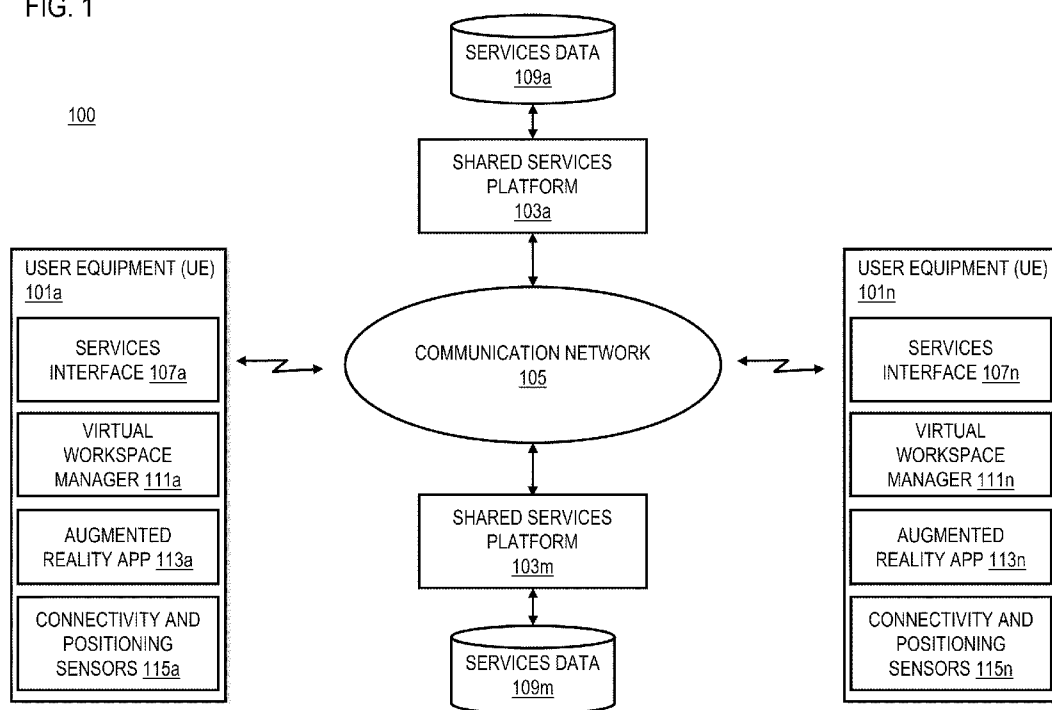 FIG. 1
100
SERVICES DATA
109a
SHARED SERVICES
PLATFORM
103a
USER EQUIPMENT (UE)
101a
SERVICES
INTERFACE 107a
VIRTUAL
WORKSPACE
MANAGER 111a
AUGMENTED
REALITY APP 113a
CONNECTIVITY AND
POSITIONING
SENSORS 115a
COMMUNICATION NETWORK
105
USER EQUIPMENT (UE)
101n
SERVICES
INTERFACE 107n
VIRTUAL
WORKSPACE
MANAGER 111n
AUGMENTED
REALITY APP 113n
CONNECTIVITY AND
POSITIONING
SENSORS 115n
SHARED SERVICES
PLATFORM
103m
SERVICES DATA
109m